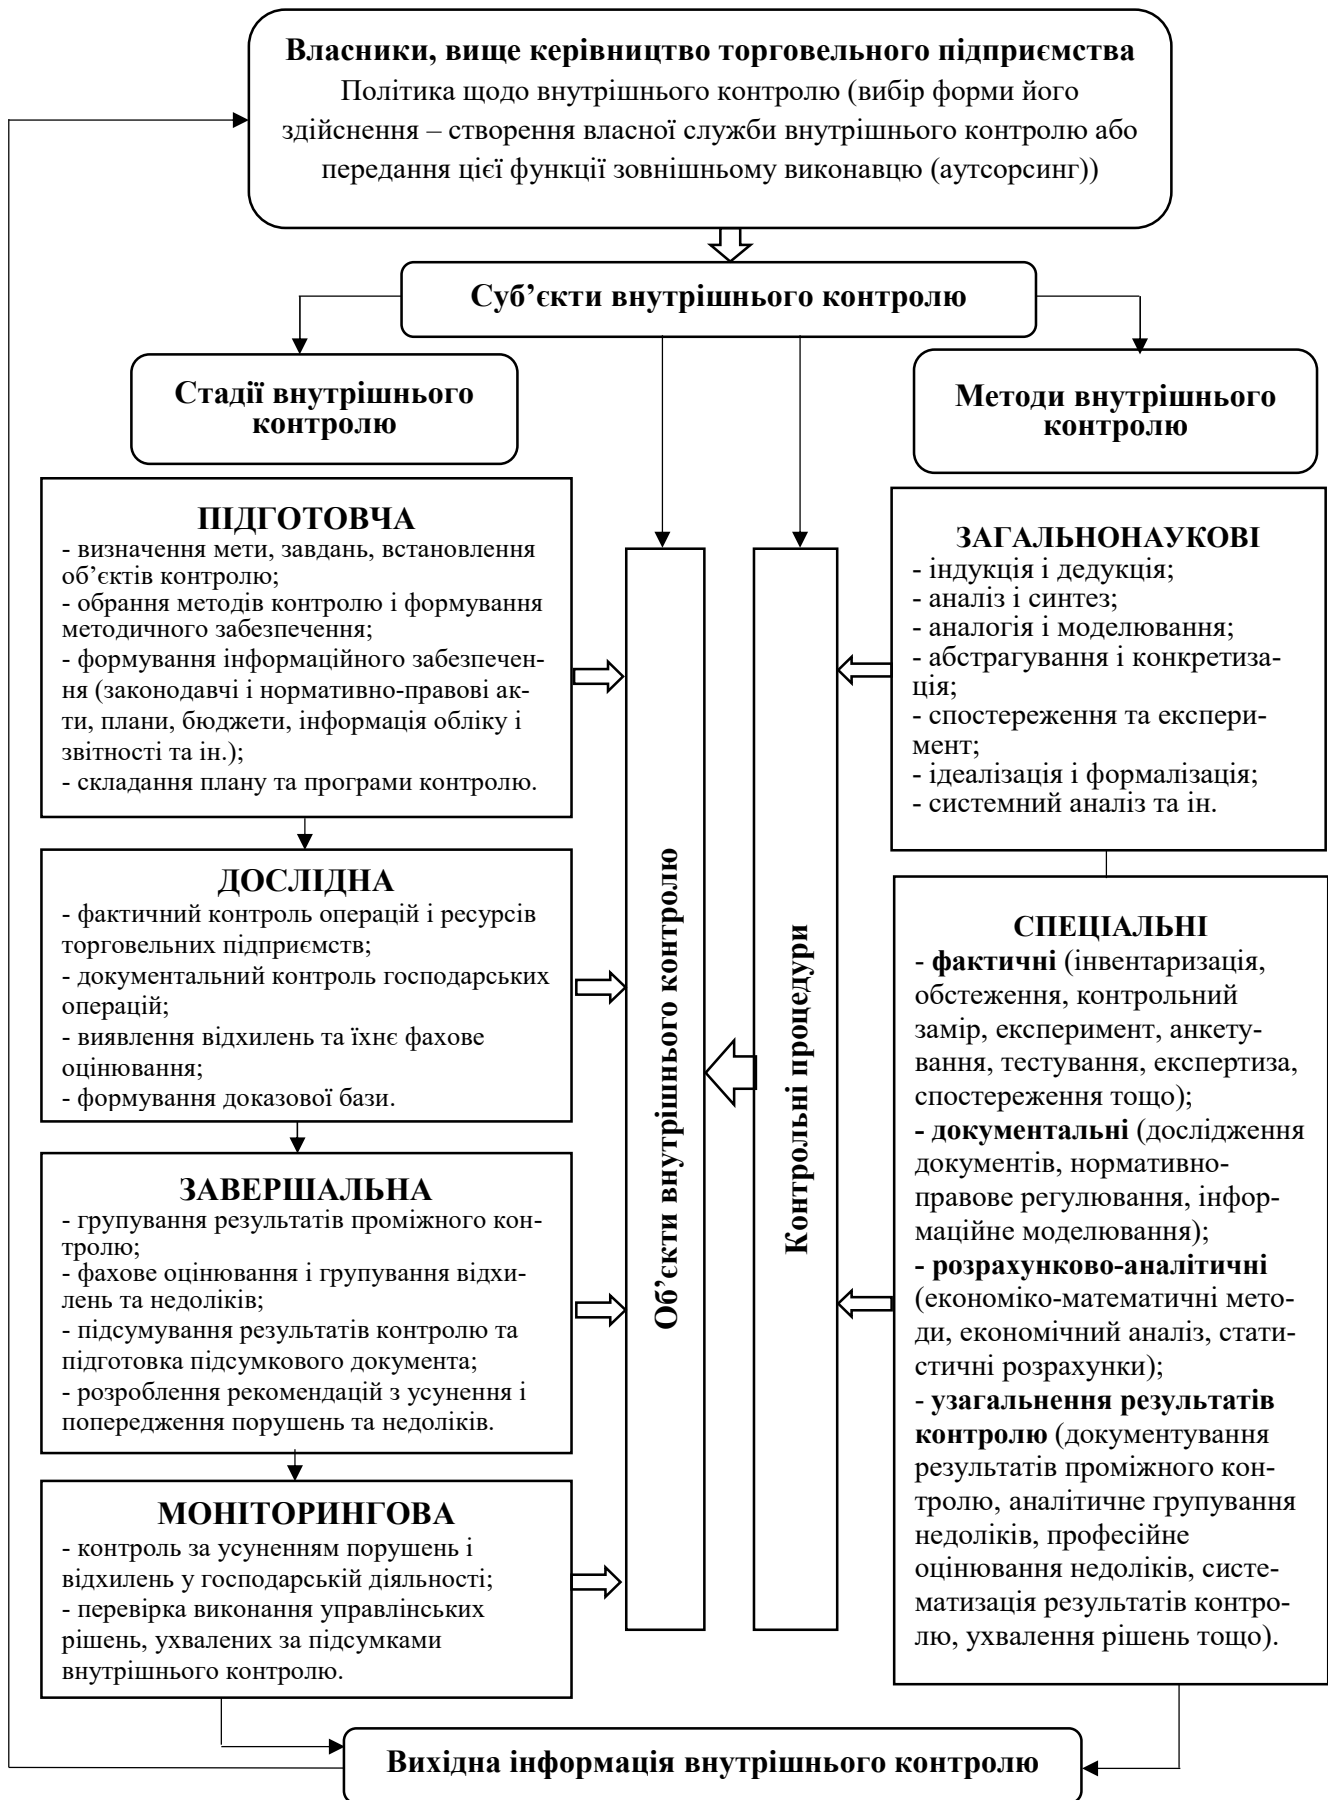 Власники, вище керівництво торговельного підприємства
Політика щодо внутрішнього контролю (вибір форми його
здійснення – створення власної служби внутрішнього контролю або
передання цієї функції зовнішньому виконавцю (аутсорсинг))
Суб’єкти внутрішнього контролю
Стадії внутрішнього
контролю
Методи внутрішнього
контролю
ПІДГОТОВЧА
- визначення мети, завдань, встановлення
об’єктів контролю;
- обрання методів контролю і формування
методичного забезпечення;
- формування інформаційного забезпечен-
ня (законодавчі і нормативно-правові ак-
ти, плани, бюджети, інформація обліку і
звітності та ін.);
- складання плану та програми контролю.
ДОСЛІДНА
- фактичний контроль операцій і ресурсів
торговельних підприємств;
- документальний контроль господарських
операцій;
- виявлення відхилень та їхнє фахове
оцінювання;
- формування доказової бази.
ЗАВЕРШАЛЬНА
- групування результатів проміжного кон-
тролю;
- фахове оцінювання і групування відхи-
лень та недоліків;
- підсумування результатів контролю та
підготовка підсумкового документа;
- розроблення рекомендацій з усунення і
попередження порушень та недоліків.
МОНІТОРИНГОВА
- контроль за усуненням порушень і
відхилень у господарській діяльності;
- перевірка виконання управлінських
рішень, ухвалених за підсумками
внутрішнього контролю.
Об’єкти внутрішнього контролю
Контрольні процедури
ЗАГАЛЬНОНАУКОВІ
- індукція і дедукція;
- аналіз і синтез;
- аналогія і моделювання;
- абстрагування і конкретиза-
ція;
- спостереження та експери-
мент;
- ідеалізація і формалізація;
- системний аналіз та ін.
СПЕЦІАЛЬНІ
- фактичні (інвентаризація,
обстеження, контрольний
замір, експеримент, анкету-
вання, тестування, експертиза,
спостереження тощо);
- документальні (дослідження
документів, нормативно-
правове регулювання, інфор-
маційне моделювання);
- розрахунково-аналітичні
(економіко-математичні мето-
ди, економічний аналіз, стати-
стичні розрахунки);
- узагальнення результатів
контролю (документування
результатів проміжного кон-
тролю, аналітичне групування
недоліків, професійне
оцінювання недоліків, систе-
матизація результатів контро-
лю, ухвалення рішень тощо).
Вихідна інформація внутрішнього контролю